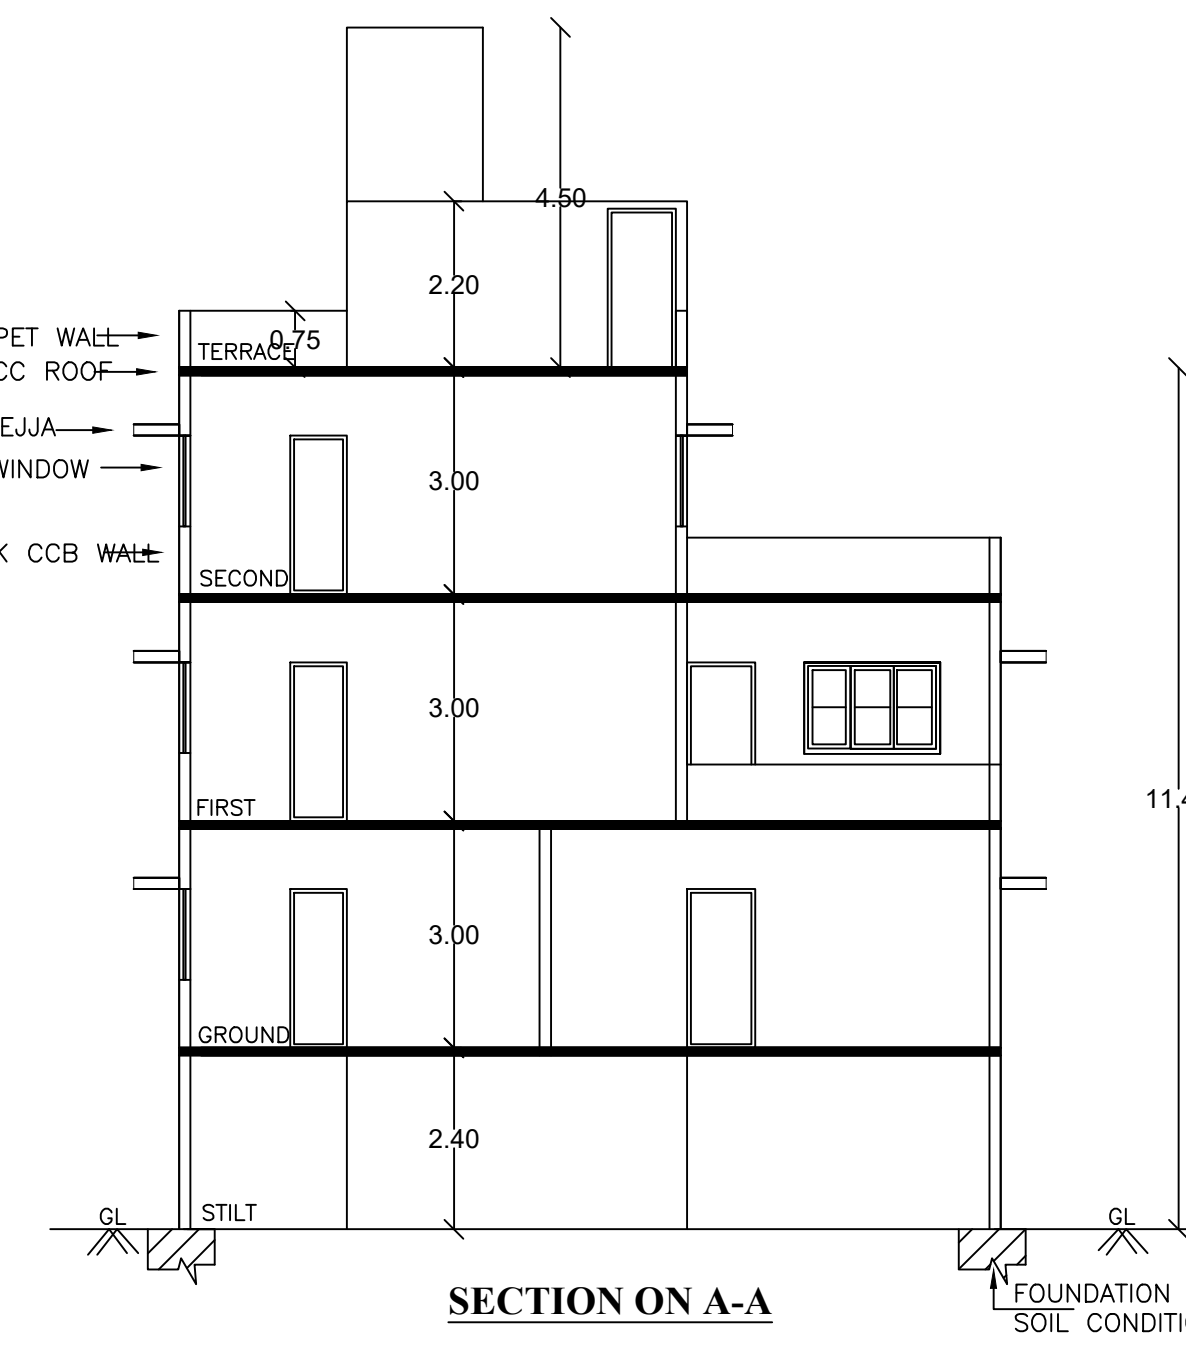 4.50
2.20
PET WALL
0.75
TERRACE
CC ROOF
EJJA
WINDOW
3.00
K CCB WALL
SECOND
3.00
11.4
FIRST
3.00
GROUND
2.40
STILT
GL
GL
SECTION ON A-A
FOUNDATION
SOIL CONDITI